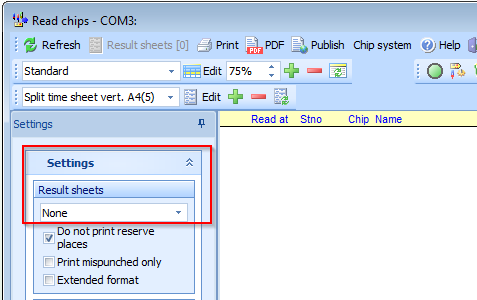 Read chips - COM3:
Refresh Result sheets [0] Print PDF Publish Chip system Help
Standard Edit 75%
Split time sheet vert. A4(5) Edit
Settings Read at Stno Chip Name
Settings
Result sheets
None
Do not print reserve
places
Print mispunched only
Extended format